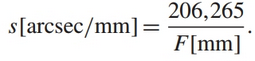 s[arcsec/mm] = 206,265 / F[mm].